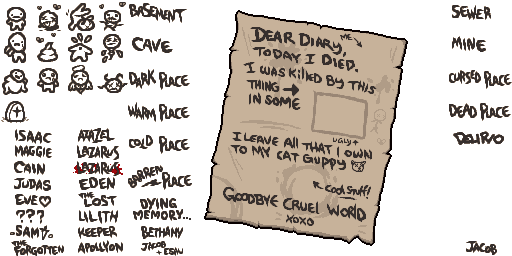 BASEMENT
CAVE
DARK PLACE
WARM PLACE
COLD PLACE
BARREN PLACE
DYING MEMORY...
ISAAC
MAGGIE
CAIN
JUDAS
EVE♡
???
SAMY
THE FORGOTTEN
AZAZEL
LAZARUS
LAZARUS
EDEN
THE LOST
LILITH
KEEPER
APOLLYON
BETHANY
JACOB + ESAU
DEAR DIARY,
ME
TODAY I DIED.
I WAS KILLED BY THIS
THING →
IN SOME
UGLY
I LEAVE ALL THAT I OWN
TO MY CAT GUPPY
COOL STUFF!
GOODBYE CRUEL WORLD
XOXO
SEWER
MINE
CURSED PLACE
DEAD PLACE
DELIRIO
JACOB